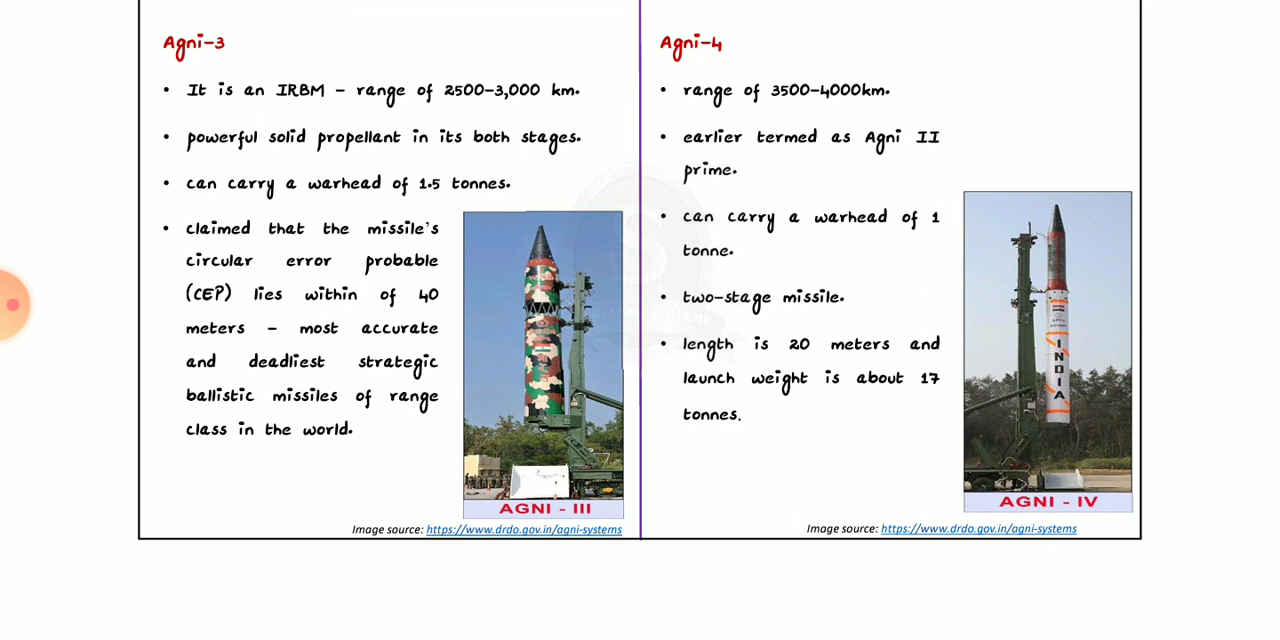 Agni-3
• It is an IRBM – range of 2500-3,000 km.
• powerful solid propellant in its both stages.
• can carry a warhead of 1.5 tonnes.
• claimed that the missile's
circular error probable
(CEP) lies within of 40
meters – most accurate
and deadliest strategic
ballistic missiles of range
class in the world.
AGNI - III
Image source: https://www.drdo.gov.in/agni-systems
Agni-4
• range of 3500-4000km.
• earlier termed as Agni II
prime.
• can carry a warhead of 1
tonne.
• two-stage missile.
• length is 20 meters and
launch weight is about 17
tonnes.
INDIA
AGNI - IV
Image source: https://www.drdo.gov.in/agni-systems